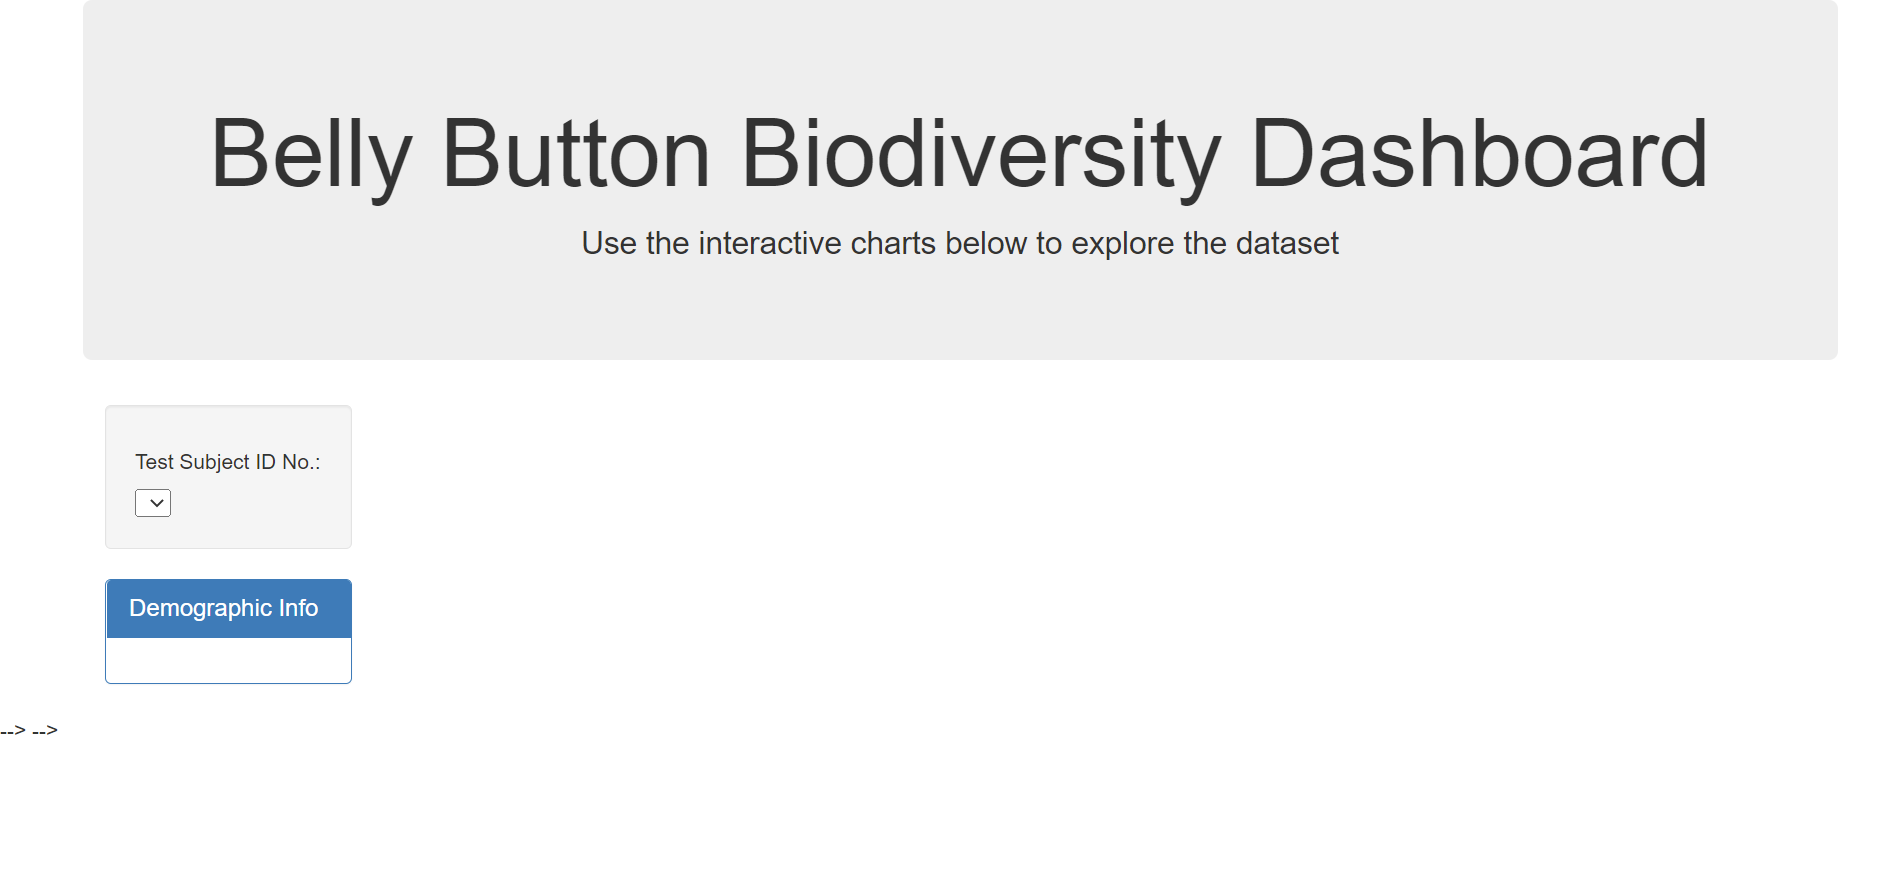 Belly Button Biodiversity Dashboard
Use the interactive charts below to explore the dataset
Test Subject ID No.:
Demographic Info
--> -->